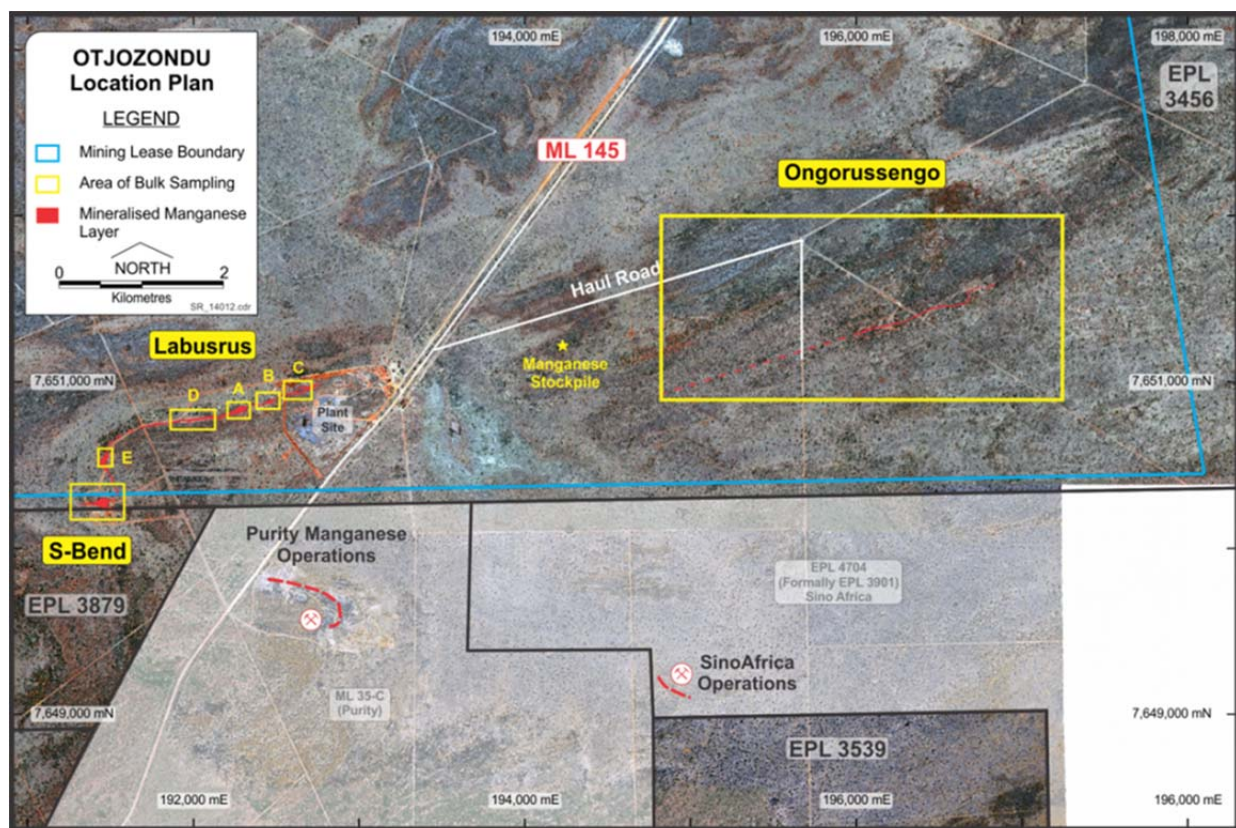 OTJOZONDU
Location Plan
LEGEND
Mining Lease Boundary
Area of Bulk Sampling
Mineralised Manganese
Layer
NORTH
0 2
Kilometres
SR_14012.cdr
194,000 mE
196,000 mE
198,000 mE
EPL
3456
ML 145
Ongorussengo
Haul Road
Labusrus
Manganese
Stockpile
7,651,000 mN
7,651,000 mN
D
A
B
C
E
Plant
Site
S-Bend
Purity Manganese
Operations
EPL 4704
(Formally EPL 3901)
Sino Africa
EPL 3879
SinoAfrica
Operations
ML 35-C
(Purity)
7,649,000 mN
7,649,000 mN
EPL 3539
192,000 mE
194,000 mE
196,000 mE
196,000 mE